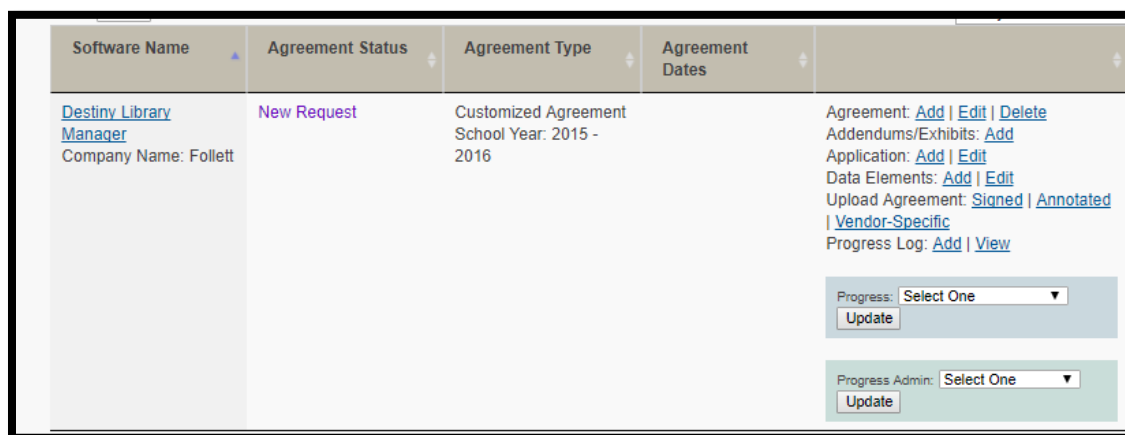 Software Name
Agreement Status
Agreement Type
Agreement
Dates
Destiny Library
Manager
Company Name: Follett
New Request
Customized Agreement
School Year: 2015 -
2016
Agreement: Add | Edit | Delete
Addendums/Exhibits: Add
Application: Add | Edit
Data Elements: Add | Edit
Upload Agreement: Signed | Annotated
| Vendor-Specific
Progress Log: Add | View
Progress: Select One
Update
Progress Admin: Select One
Update